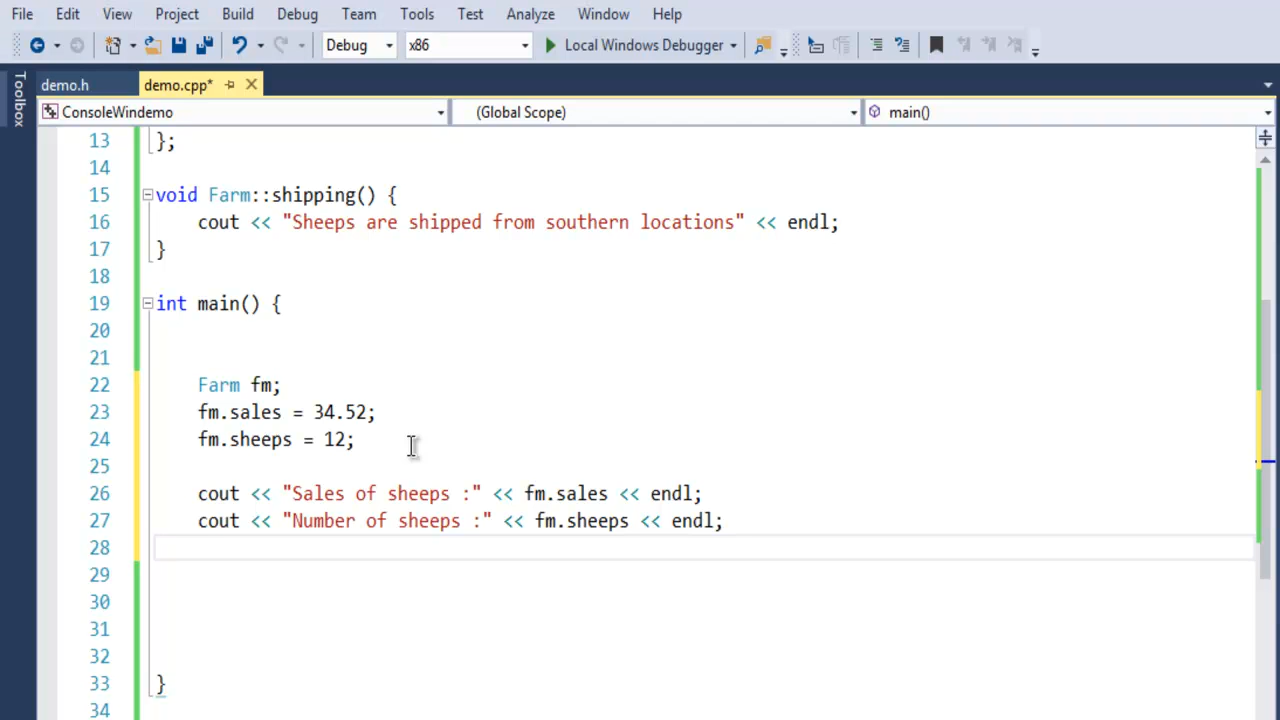 File Edit View Project Build Debug Team Tools Test Analyze Window Help
Debug x86 Local Windows Debugger
Toolbox
demo.h demo.cpp*
ConsoleWindemo (Global Scope) main()
13 };
14
15 void Farm::shipping() {
16 cout << "Sheeps are shipped from southern locations" << endl;
17 }
18
19 int main() {
20
21
22 Farm fm;
23 fm.sales = 34.52;
24 fm.sheeps = 12;
25
26 cout << "Sales of sheeps :" << fm.sales << endl;
27 cout << "Number of sheeps :" << fm.sheeps << endl;
28
29
30
31
32
33 }
34